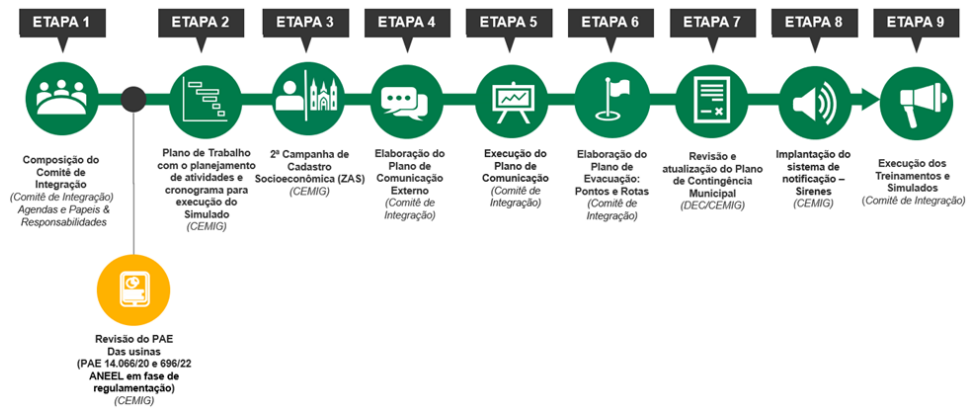 ETAPA 1
Composição do
Comitê de
Integração
(Comitê de Integração)
Agendas e Papeis &
Responsabilidades
Revisão do PAE
Das usinas
(PAE 14.066/20 e 696/22
ANEEL em fase de
regulamentação)
(CEMIG)
ETAPA 2
Plano de Trabalho
com o planejamento
de atividades e
cronograma para
execução do
Simulado
(CEMIG)
ETAPA 3
2ª Campanha de
Cadastro
Socioeconômica (ZAS)
(CEMIG)
ETAPA 4
Elaboração do
Plano de
Comunicação
Externo
(Comitê de
Integração)
ETAPA 5
Execução do
Plano de
Comunicação
(Comitê de
Integração)
ETAPA 6
Elaboração do
Plano de
Evacuação:
Pontos e Rotas
(Comitê de
Integração)
ETAPA 7
Revisão e
atualização do Plano
de Contingência
Municipal
(DEC/CEMIG)
ETAPA 8
Implantação do
sistema de
notificação –
Sirenes
(CEMIG)
ETAPA 9
Execução dos
Treinamentos e
Simulados
(Comitê de Integração)